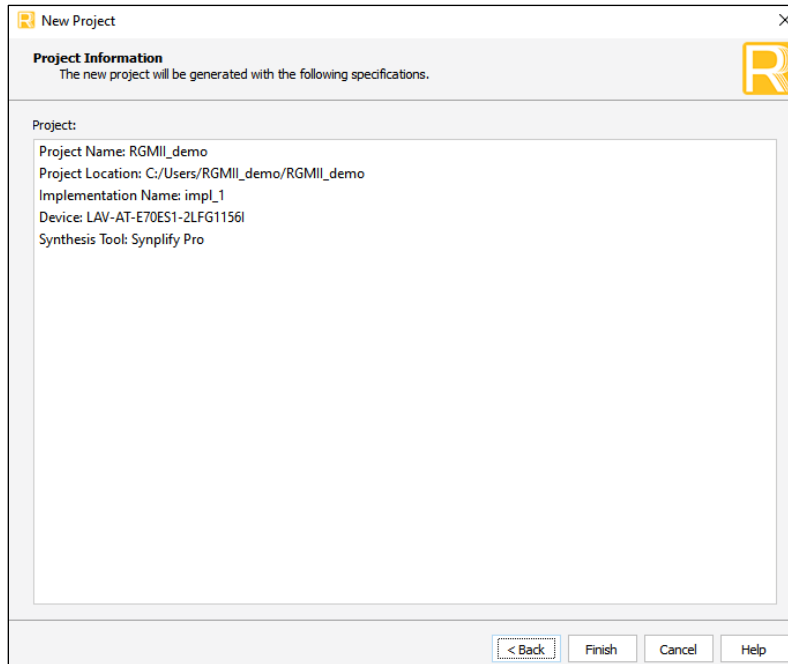 New Project
Project Information
The new project will be generated with the following specifications.
Project:
Project Name: RGMII_demo
Project Location: C:/Users/RGMII_demo/RGMII_demo
Implementation Name: impl_1
Device: LAV-AT-E70ES1-2LFG1156I
Synthesis Tool: Synplify Pro
< Back Finish Cancel Help